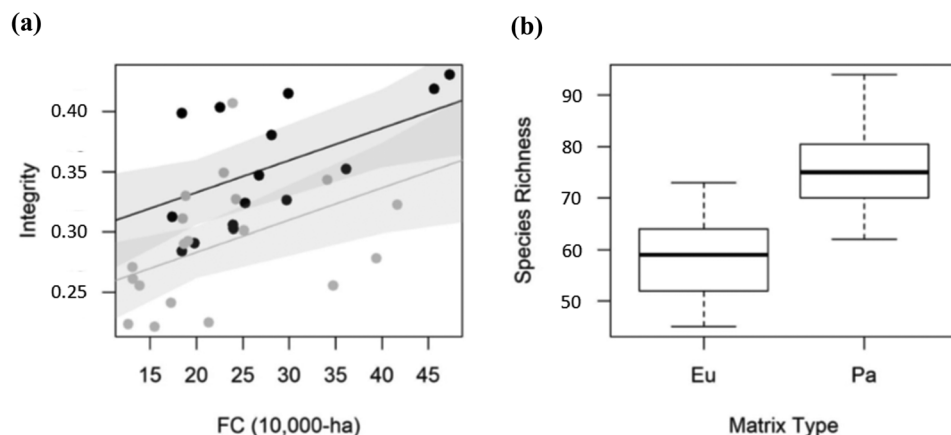 (a)
Integrity
0.40
0.35
0.30
0.25
15 20 25 30 35 40 45
FC (10,000-ha)
(b)
Species Richness
90
80
70
60
50
Eu Pa
Matrix Type